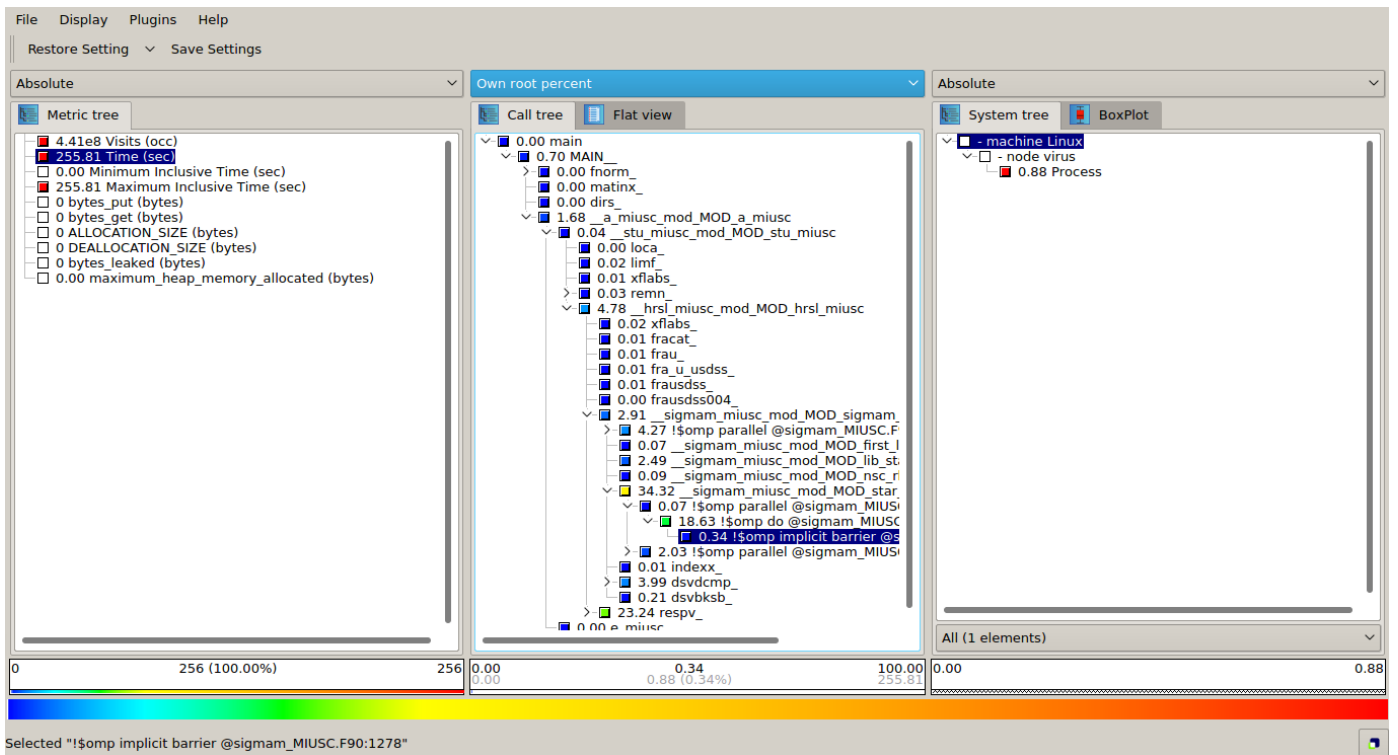 File Display Plugins Help
Restore Setting Save Settings
Absolute
Own root percent
Absolute
Metric tree
Call tree Flat view
System tree BoxPlot
4.41e8 Visits (occ)
255.81 Time (sec)
0.00 Minimum Inclusive Time (sec)
255.81 Maximum Inclusive Time (sec)
0 bytes_put (bytes)
0 bytes_get (bytes)
0 ALLOCATION_SIZE (bytes)
0 DEALLOCATION_SIZE (bytes)
0 bytes_leaked (bytes)
0.00 maximum_heap_memory_allocated (bytes)
0.00 main
0.70 MAIN__
0.00 fnorm_
0.00 matinx_
0.00 dirs_
1.68 __a_miusc_mod_MOD_a_miusc
0.04 __stu_miusc_mod_MOD_stu_miusc
0.00 loca_
0.02 limf_
0.01 xflabs_
0.03 remn_
4.78 __hrsl_miusc_mod_MOD_hrsl_miusc
0.02 xflabs_
0.01 fracat_
0.01 frau_
0.01 fra_u_usdss_
0.01 frausdss_
0.00 frausdss004_
2.91 __sigmam_miusc_mod_MOD_sigmam_
4.27 !$omp parallel @sigmam_MIUSC.F
0.07 __sigmam_miusc_mod_MOD_first_l
2.49 __sigmam_miusc_mod_MOD_lib_st
0.09 __sigmam_miusc_mod_MOD_nsc_r
34.32 __sigmam_miusc_mod_MOD_star_
0.07 !$omp parallel @sigmam_MIUS
18.63 !$omp do @sigmam_MIUSC
0.34 !$omp implicit barrier @s
2.03 !$omp parallel @sigmam_MIUS
0.01 indexx_
3.99 dsvdcmp_
0.21 dsvbksb_
23.24 respv_
0.00 e_miusc_
- machine Linux
- node virus
0.88 Process
All (1 elements)
0 256 (100.00%) 256
0.00 0.34 100.00
0.00 0.88 (0.34%) 255.81
0.00 0.88
Selected "!$omp implicit barrier @sigmam_MIUSC.F90:1278"